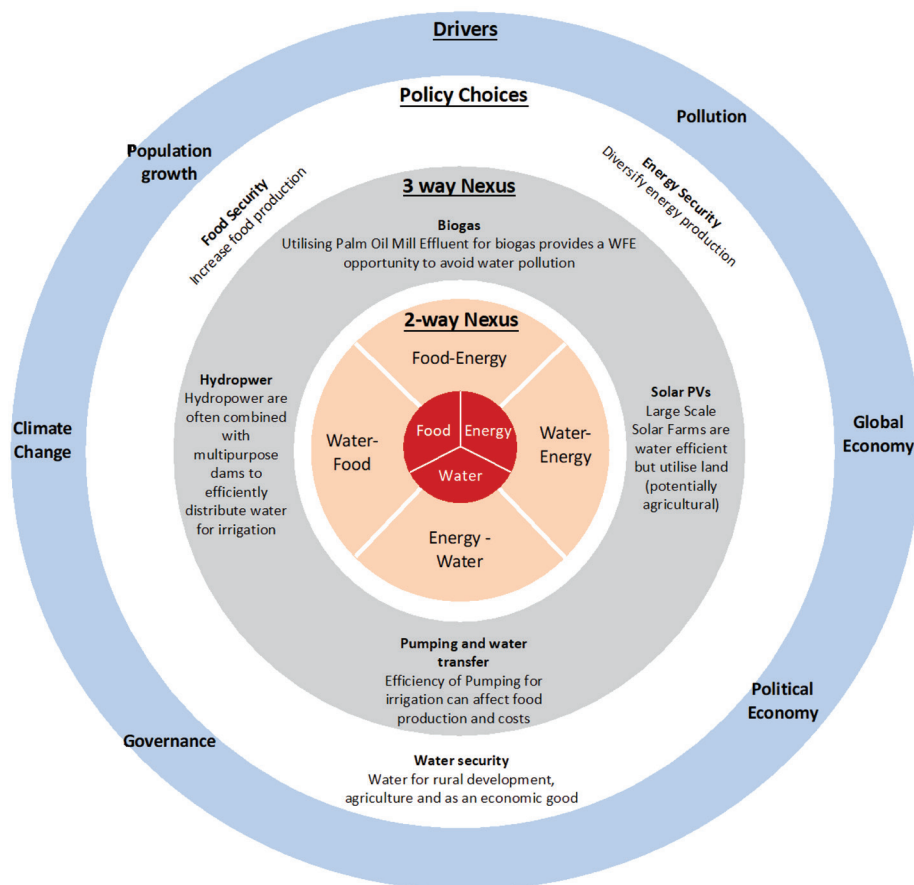 Drivers
Policy Choices
Pollution
Population
growth
Food Security
Increase food production
Energy Security
Diversify energy production
3 way Nexus
Biogas
Utilising Palm Oil Mill Effluent for biogas provides a WFE
opportunity to avoid water pollution
2-way Nexus
Food-Energy
Hydropwer
Hydropower are
often combined
with
multipurpose
dams to
efficiently
distribute water
for irrigation
Solar PVs
Large Scale
Solar Farms are
water efficient
but utilise land
(potentially
agricultural)
Climate
Change
Global
Economy
Water-
Food
Food
Energy
Water
Water-
Energy
Energy -
Water
Pumping and water
transfer
Efficiency of Pumping for
irrigation can affect food
production and costs
Political
Economy
Governance
Water security
Water for rural development,
agriculture and as an economic good